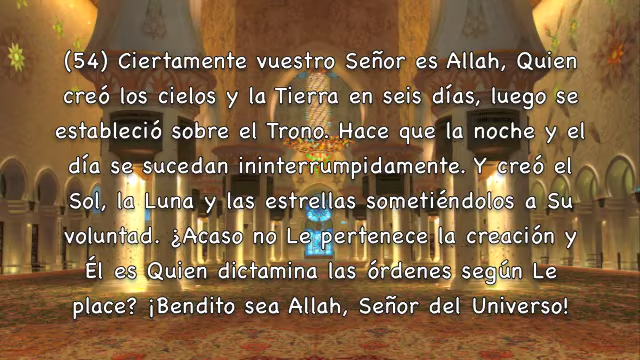 (54) Ciertamente vuestro Señor es Allah, Quien
creó los cielos y la Tierra en seis días, luego se
estableció sobre el Trono. Hace que la noche y el
día se sucedan ininterrumpidamente. Y creó el
Sol, la Luna y las estrellas sometiéndolos a Su
voluntad. ¿Acaso no Le pertenece la creación y
Él es Quien dictamina las órdenes según Le
place? ¡Bendito sea Allah, Señor del Universo!